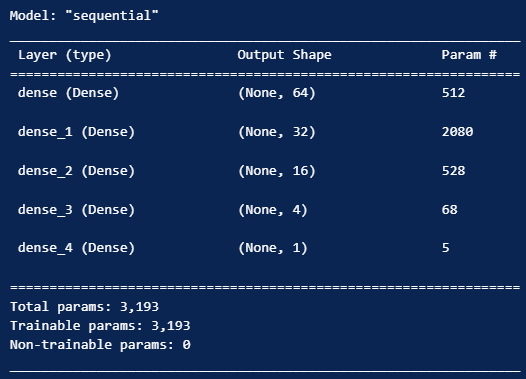 Model: "sequential"
_________________________________________________________________
Layer (type) Output Shape Param #
=================================================================
dense (Dense) (None, 64) 512
dense_1 (Dense) (None, 32) 2080
dense_2 (Dense) (None, 16) 528
dense_3 (Dense) (None, 4) 68
dense_4 (Dense) (None, 1) 5
=================================================================
Total params: 3,193
Trainable params: 3,193
Non-trainable params: 0
_________________________________________________________________